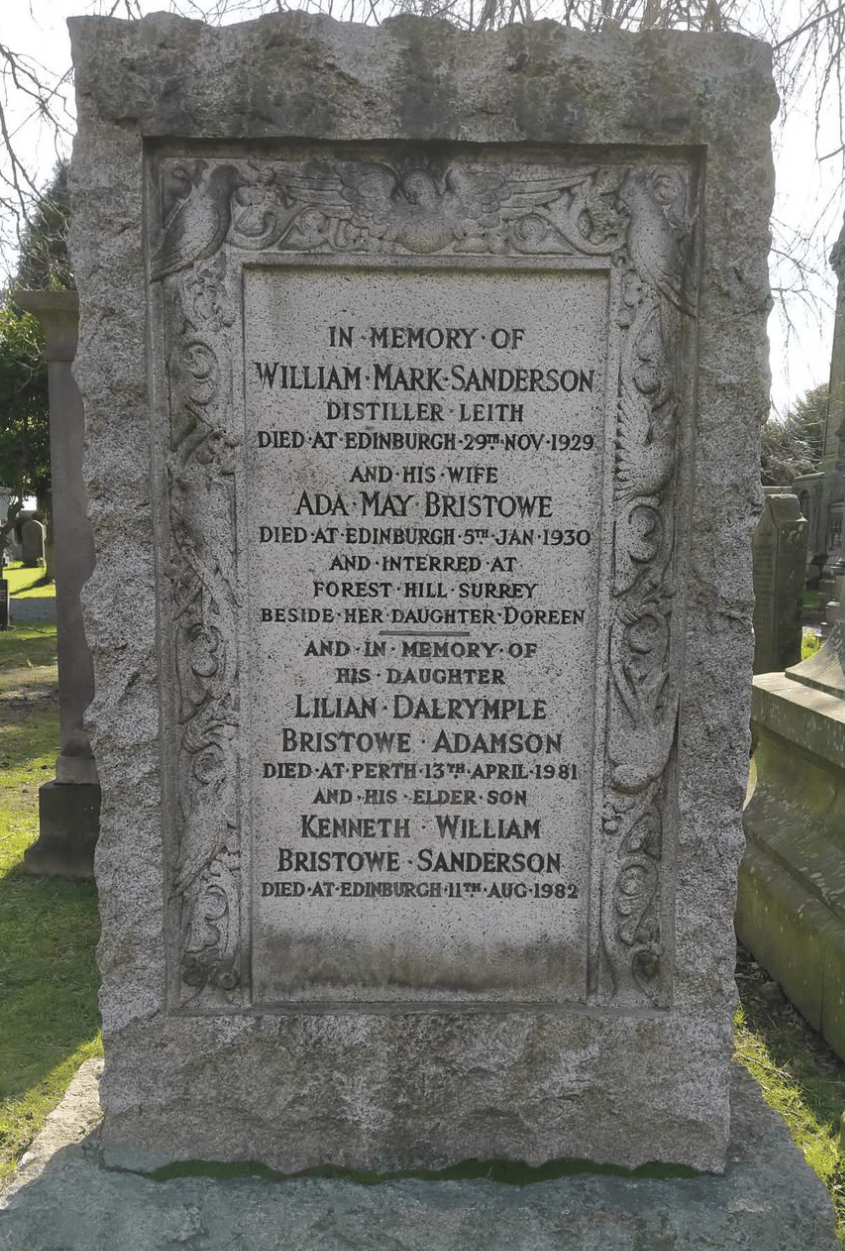 IN·MEMORY·OF
WILLIAM·MARK·SANDERSON
DISTILLER·LEITH
DIED·AT·EDINBURGH·29TH·NOV·1929
AND·HIS·WIFE
ADA·MAY·BRISTOWE
DIED·AT·EDINBURGH·5TH·JAN·1930
AND·INTERRED·AT
FOREST·HILL·SURREY
BESIDE·HER·DAUGHTER·DOREEN
AND·IN·MEMORY·OF
HIS·DAUGHTER
LILIAN·DALRYMPLE
BRISTOWE·ADAMSON
DIED·AT·PERTH·13TH·APRIL·1981
AND·HIS·ELDER·SON
KENNETH·WILLIAM
BRISTOWE·SANDERSON
DIED·AT·EDINBURGH·11TH·AUG·1982